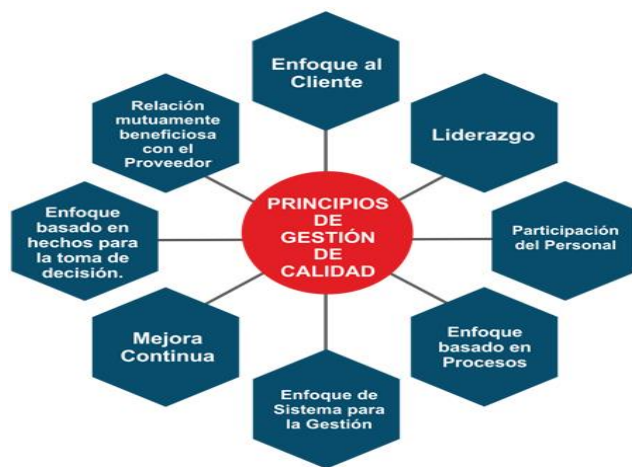 Enfoque al
Cliente
Liderazgo
Participación
del Personal
Enfoque
basado en
Procesos
Enfoque de
Sistema para
la Gestión
Mejora
Continua
Enfoque
basado en
hechos para
la toma de
decisión.
Relación
mutuamente
beneficiosa
con el
Proveedor
PRINCIPIOS
DE
GESTIÓN
DE
CALIDAD